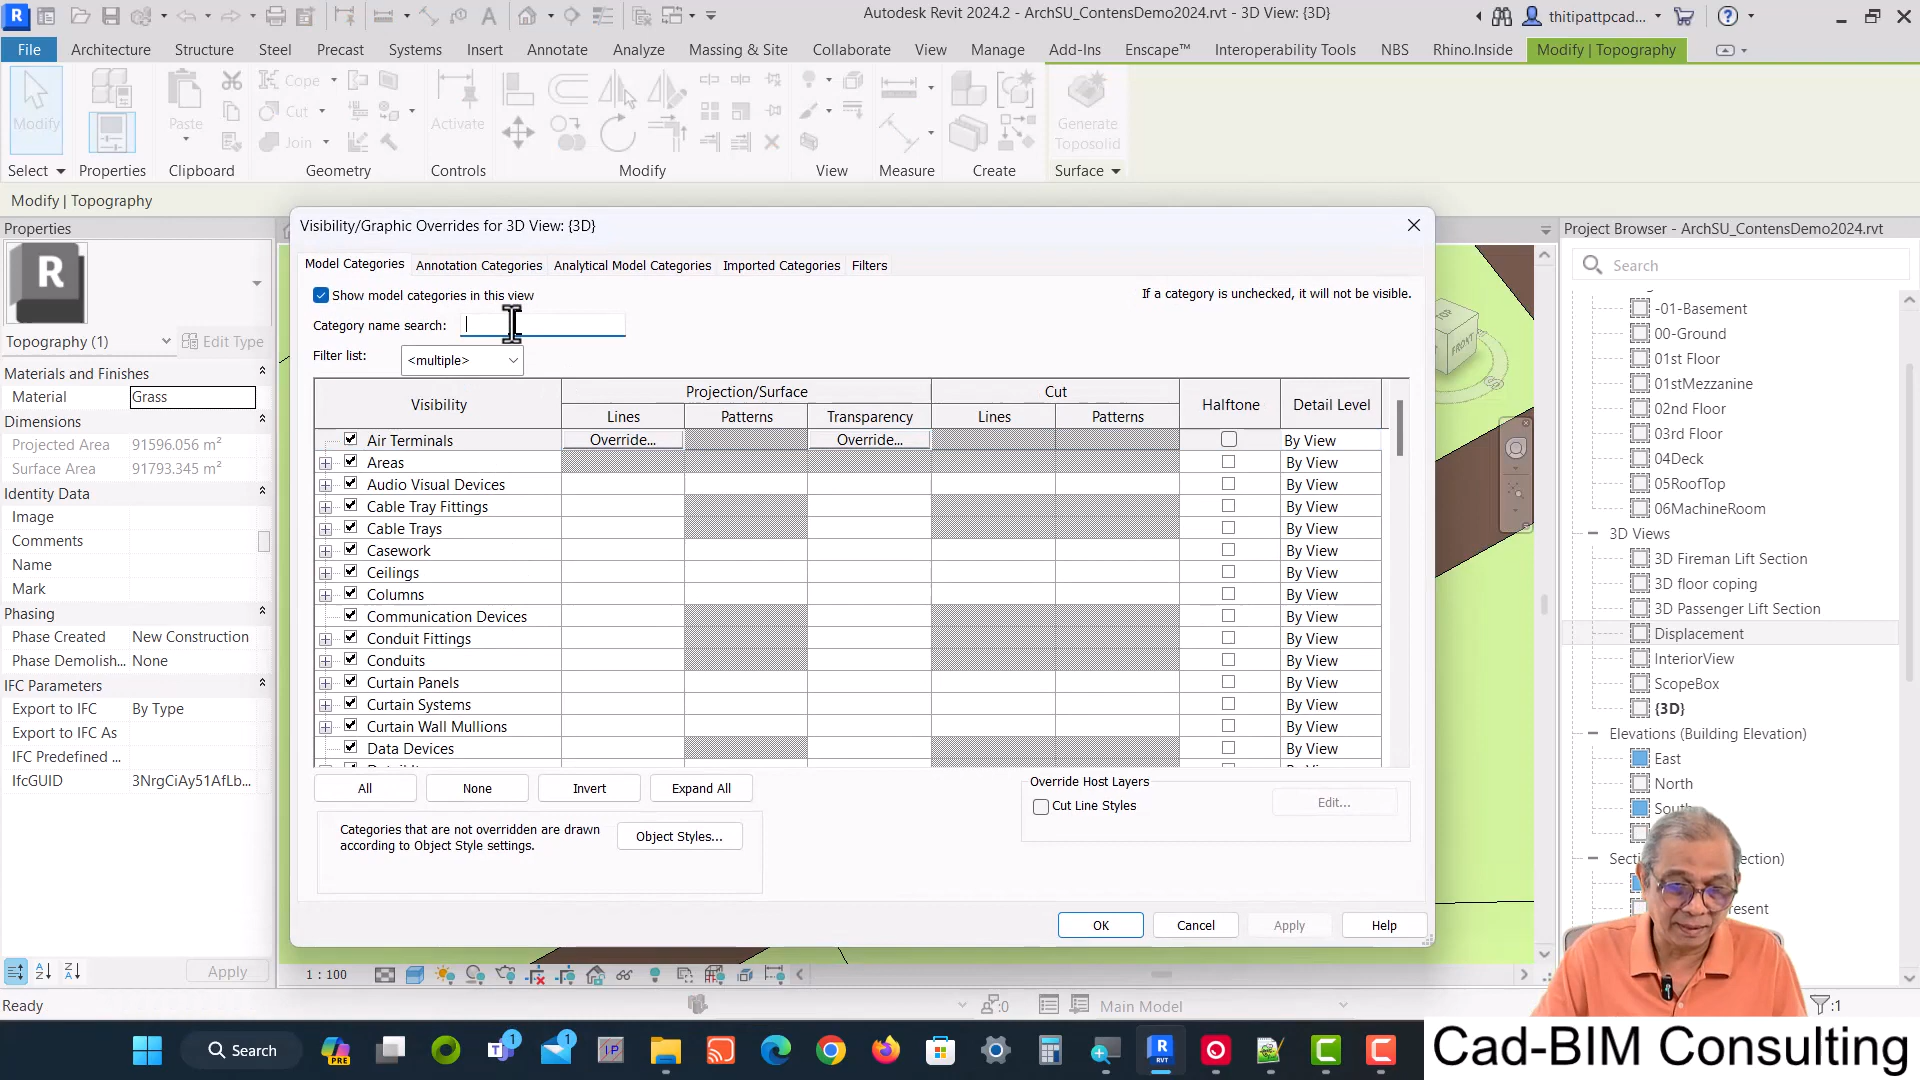 Autodesk Revit 2024.2 - ArchSU_ContensDemo2024.rvt - 3D View: {3D}
thitipattpcad...
File Architecture Structure Steel Precast Systems Insert Annotate Analyze Massing & Site Collaborate View Manage Add-Ins Enscape™ Interoperability Tools NBS Rhino.Inside Modify | Topography
Modify
Paste
Cope
Cut
Join
Activate
Generate
Toposolid
Select Properties Clipboard Geometry Controls Modify View Measure Create Surface
Modify | Topography
Properties
R
Topography (1) Edit Type
Materials and Finishes
Material Grass
Dimensions
Projected Area 91596.056 m²
Surface Area 91793.345 m²
Identity Data
Image
Comments
Name
Mark
Phasing
Phase Created New Construction
Phase Demolish... None
IFC Parameters
Export to IFC By Type
Export to IFC As
IFC Predefined ...
IfcGUID 3NrgCiAy51AfLb...
Apply
Visibility/Graphic Overrides for 3D View: {3D}
Model Categories Annotation Categories Analytical Model Categories Imported Categories Filters
Show model categories in this view
If a category is unchecked, it will not be visible.
Category name search:
Filter list: <multiple>
Visibility Projection/Surface Cut Halftone Detail Level
Lines Patterns Transparency Lines Patterns
Air Terminals Override... Override... By View
Areas By View
Audio Visual Devices By View
Cable Tray Fittings By View
Cable Trays By View
Casework By View
Ceilings By View
Columns By View
Communication Devices By View
Conduit Fittings By View
Conduits By View
Curtain Panels By View
Curtain Systems By View
Curtain Wall Mullions By View
Data Devices By View
All None Invert Expand All
Override Host Layers
Cut Line Styles Edit...
Categories that are not overridden are drawn
according to Object Style settings.
Object Styles...
OK Cancel Apply Help
TOP
FRONT
Project Browser - ArchSU_ContensDemo2024.rvt
Search
-01-Basement
00-Ground
01st Floor
01stMezzanine
02nd Floor
03rd Floor
04Deck
05RoofTop
06MachineRoom
3D Views
3D Fireman Lift Section
3D floor coping
3D Passenger Lift Section
Displacement
InteriorView
ScopeBox
{3D}
Elevations (Building Elevation)
East
North
1 : 100
Ready
:0
Main Model
:1
Search
PRE
1
1
RVT
Cad-BIM Consulting